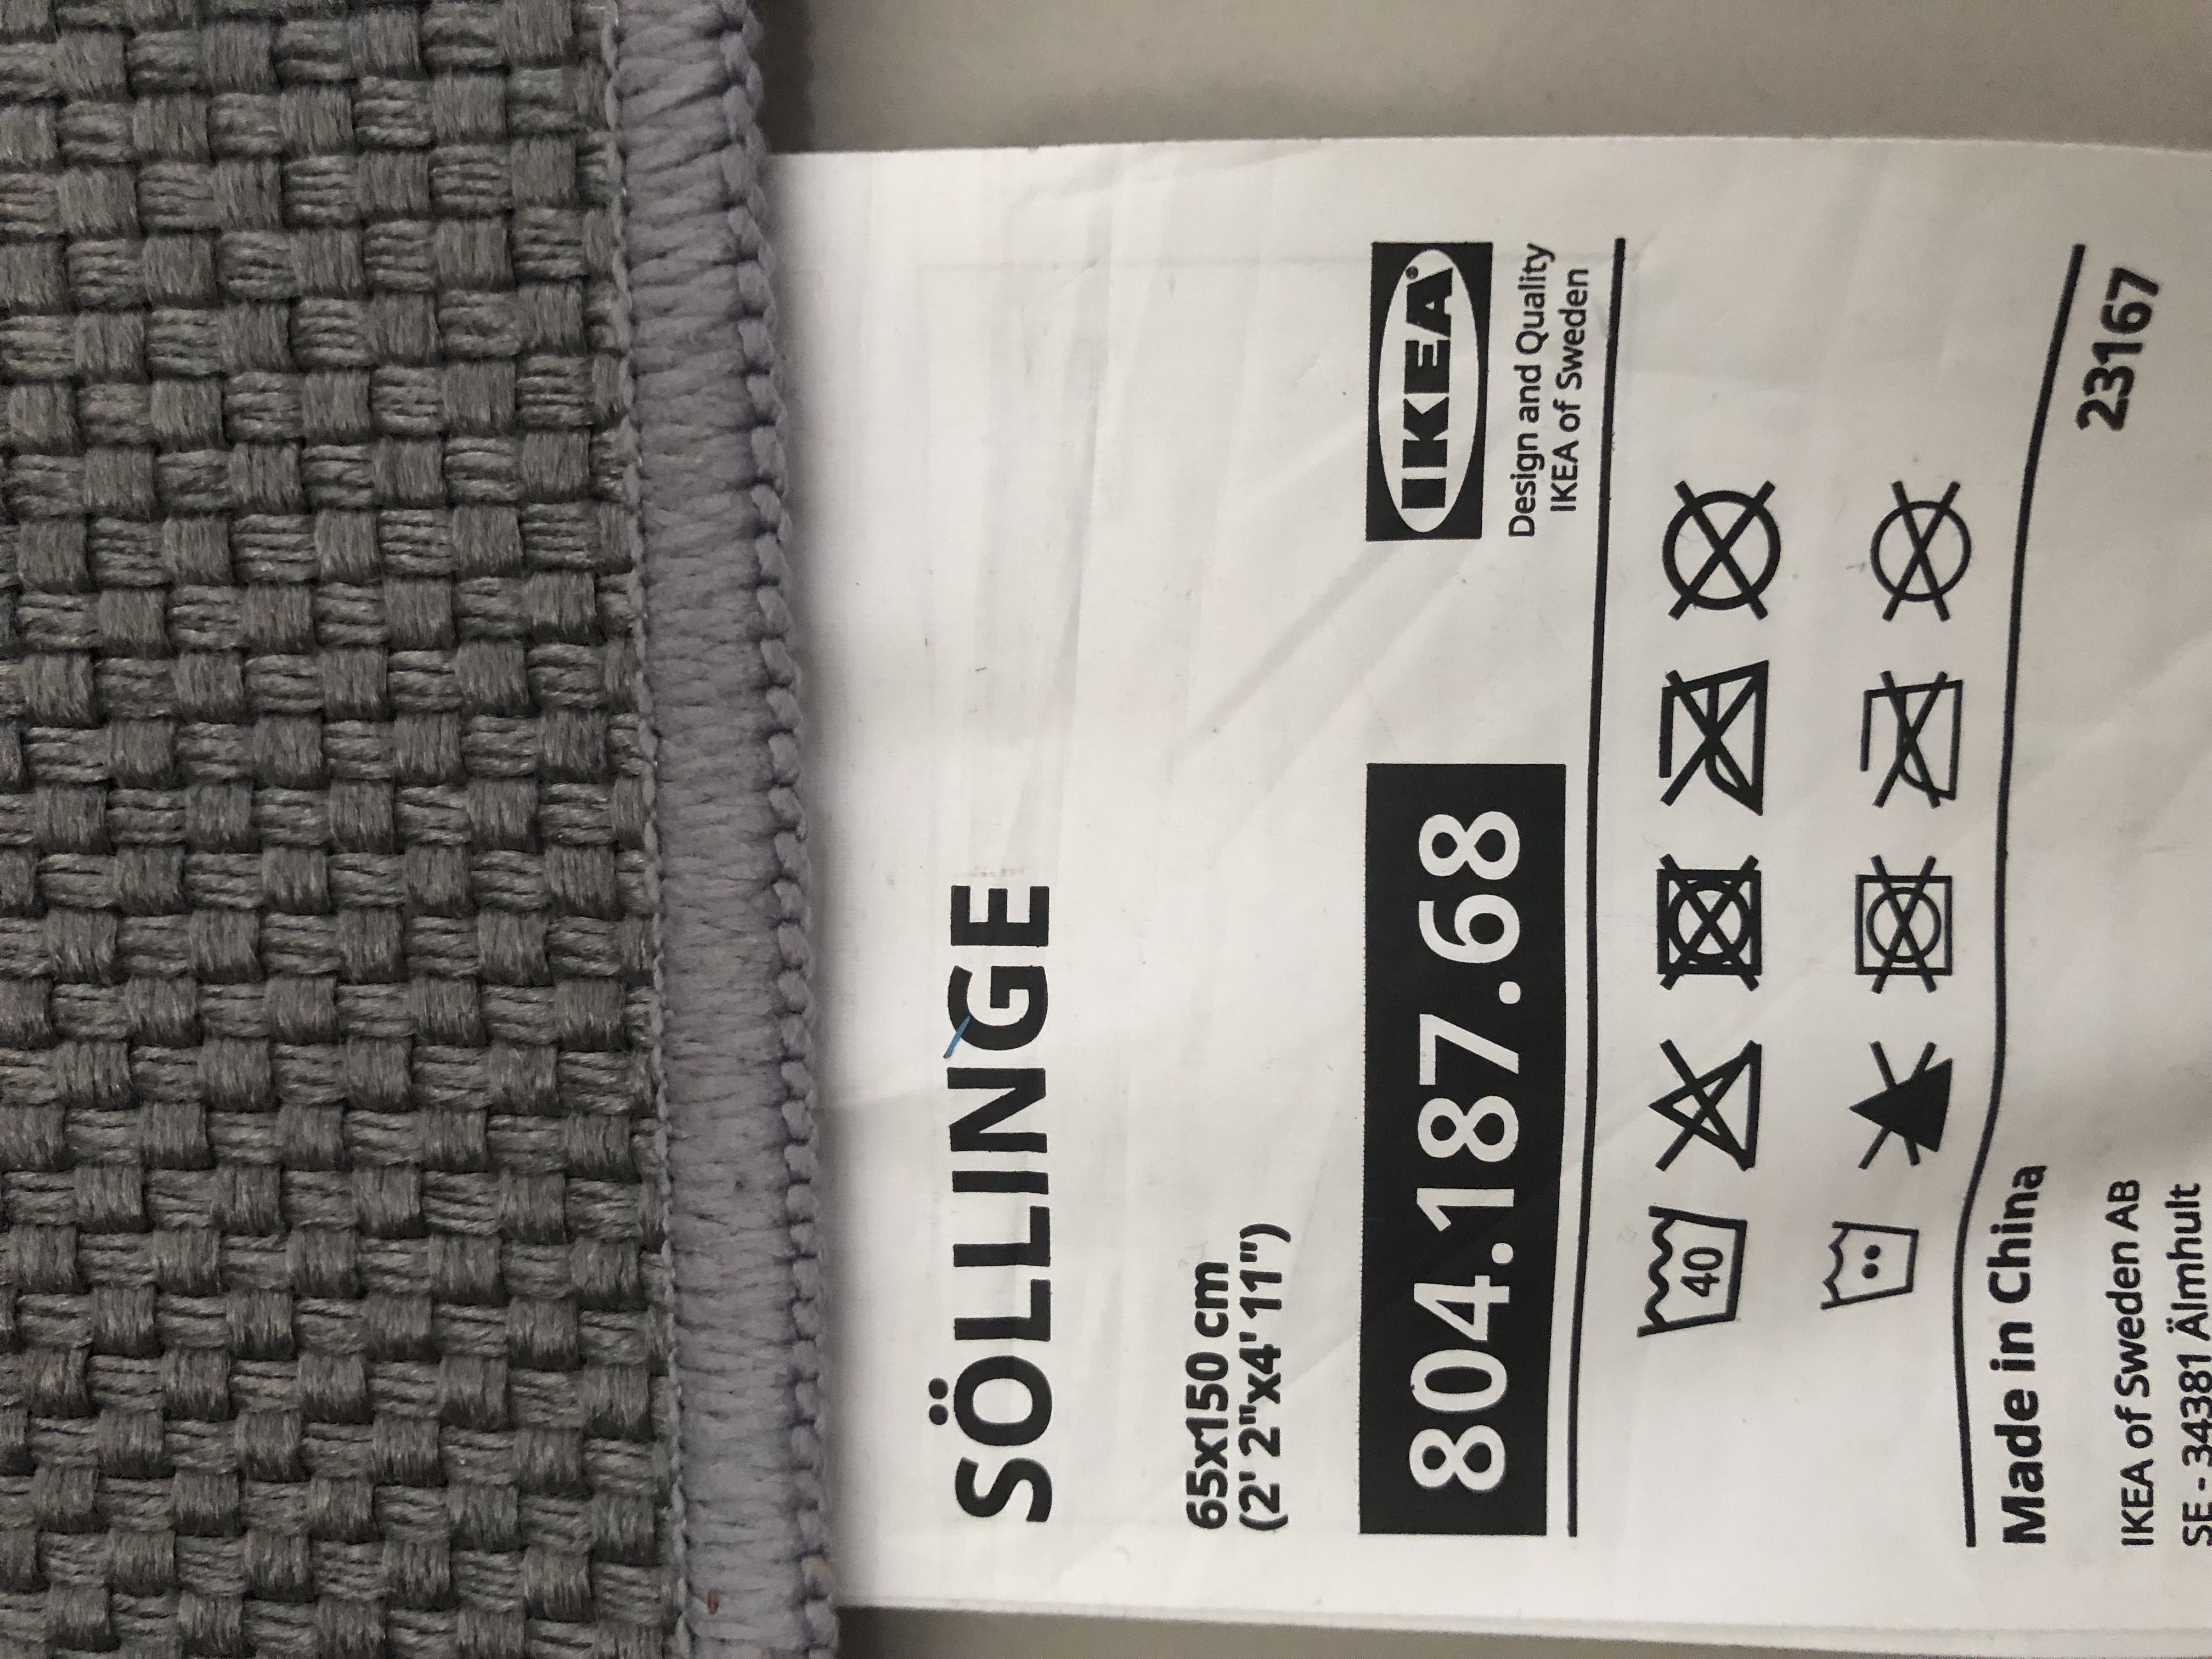 SÖLLINGE
65x150 cm
(2' 2"x4' 11")
804.187.68
IKEA®
Design and Quality
IKEA of Sweden
40
Made in China
23167
IKEA of Sweden AB
SE - 34381 Älmhult